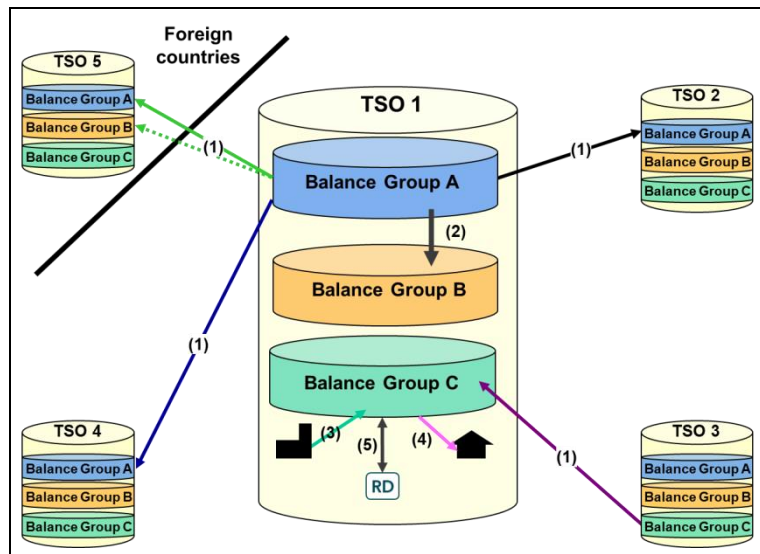 Foreign
countries
TSO 5
Balance Group A
Balance Group B
Balance Group C
(1)
TSO 1
Balance Group A
(2)
Balance Group B
Balance Group C
(3)
(5)
(4)
RD
(1)
TSO 2
Balance Group A
Balance Group B
Balance Group C
(1)
TSO 4
Balance Group A
Balance Group B
Balance Group C
(1)
TSO 3
Balance Group A
Balance Group B
Balance Group C